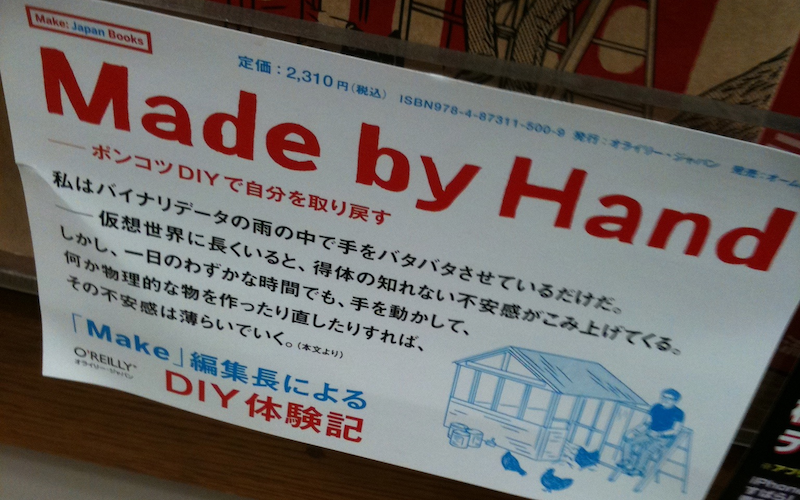 Make: Japan Books
定価：2,310円（税込） ISBN978-4-87311-500-9 発行：オライリー・ジャパン 発売：オーム
Made by Hand
── ポンコツDIYで自分を取り戻す
私はバイナリデータの雨の中で手をバタバタさせているだけだ。
── 仮想世界に長くいると、得体の知れない不安感がこみ上げてくる。
しかし、一日のわずかな時間でも、手を動かして、
何か物理的な物を作ったり直したりすれば、
その不安感は薄らいでいく。（本文より）
「Make」編集長による
DIY体験記
O'REILLY
オライリー・ジャパン
iPhone